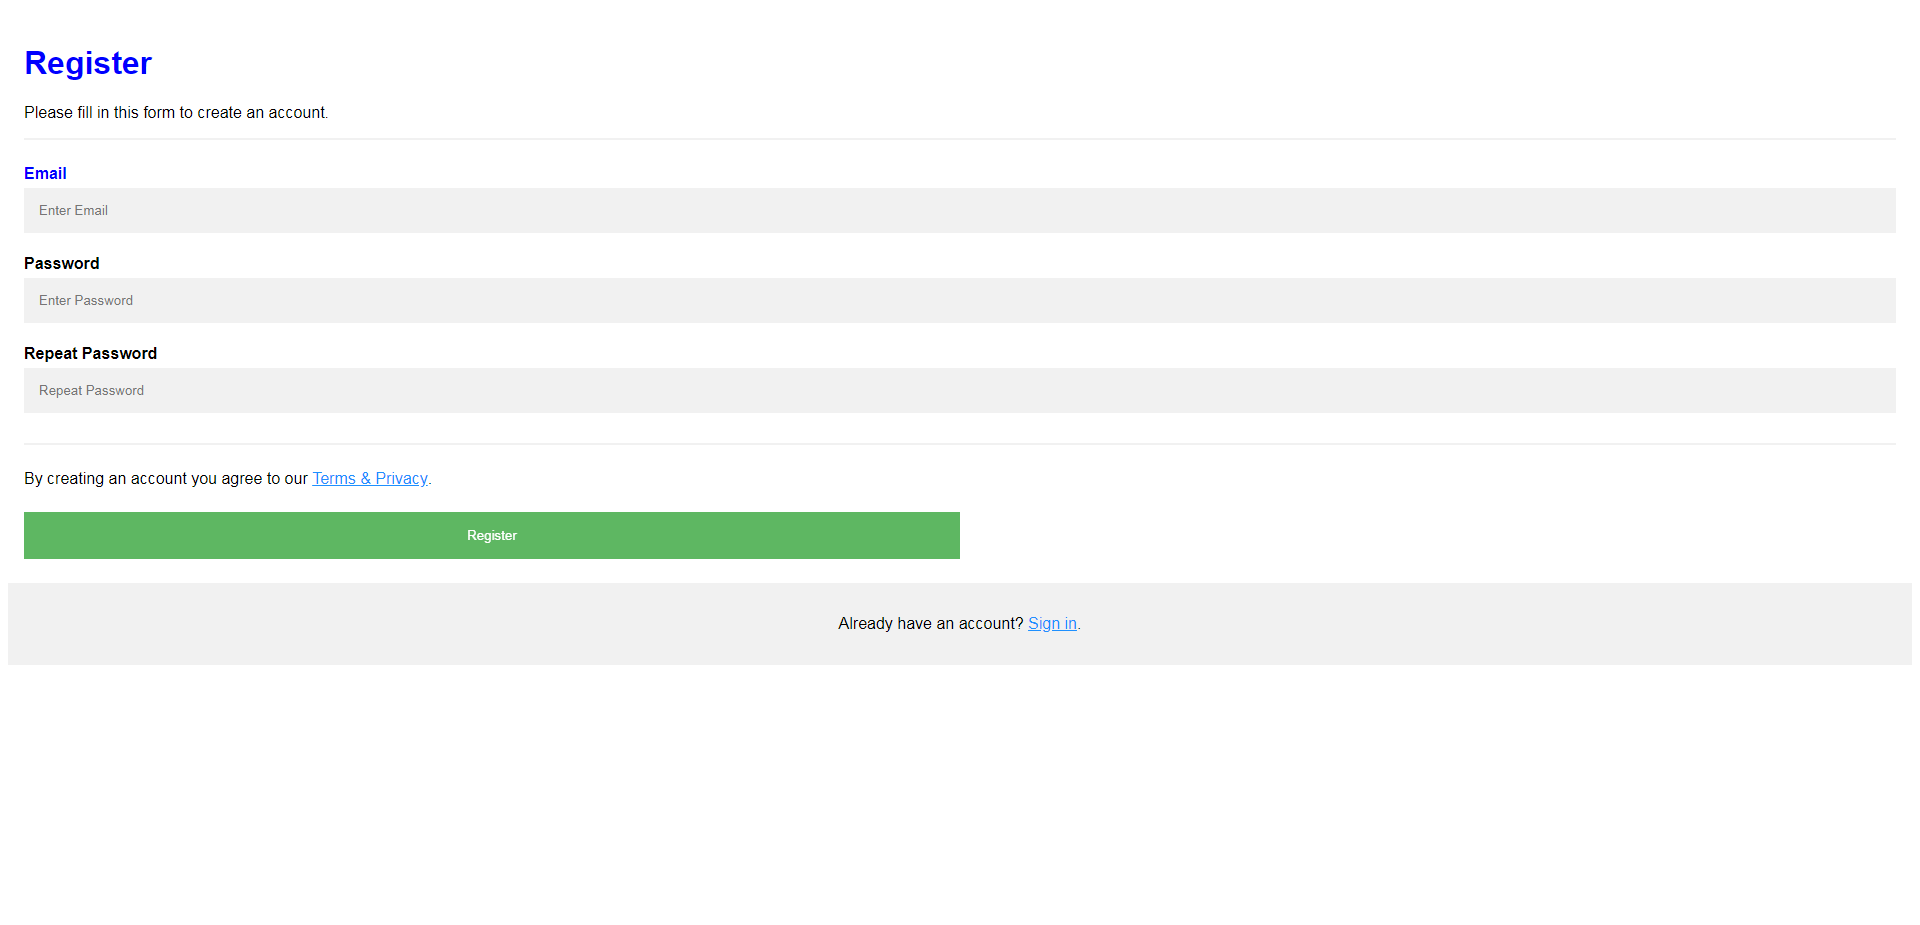 Register
Please fill in this form to create an account.
Email
Enter Email
Password
Enter Password
Repeat Password
Repeat Password
By creating an account you agree to our Terms & Privacy.
Register
Already have an account? Sign in.